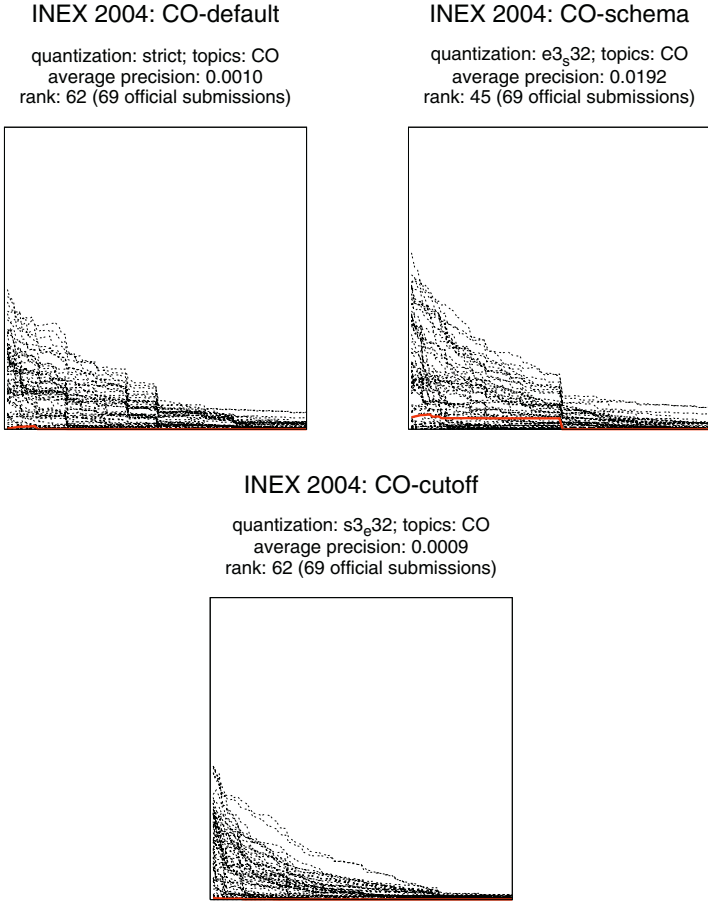 INEX 2004: CO-default
quantization: strict; topics: CO
average precision: 0.0010
rank: 62 (69 official submissions)
INEX 2004: CO-schema
quantization: e3s32; topics: CO
average precision: 0.0192
rank: 45 (69 official submissions)
INEX 2004: CO-cutoff
quantization: s3e32; topics: CO
average precision: 0.0009
rank: 62 (69 official submissions)